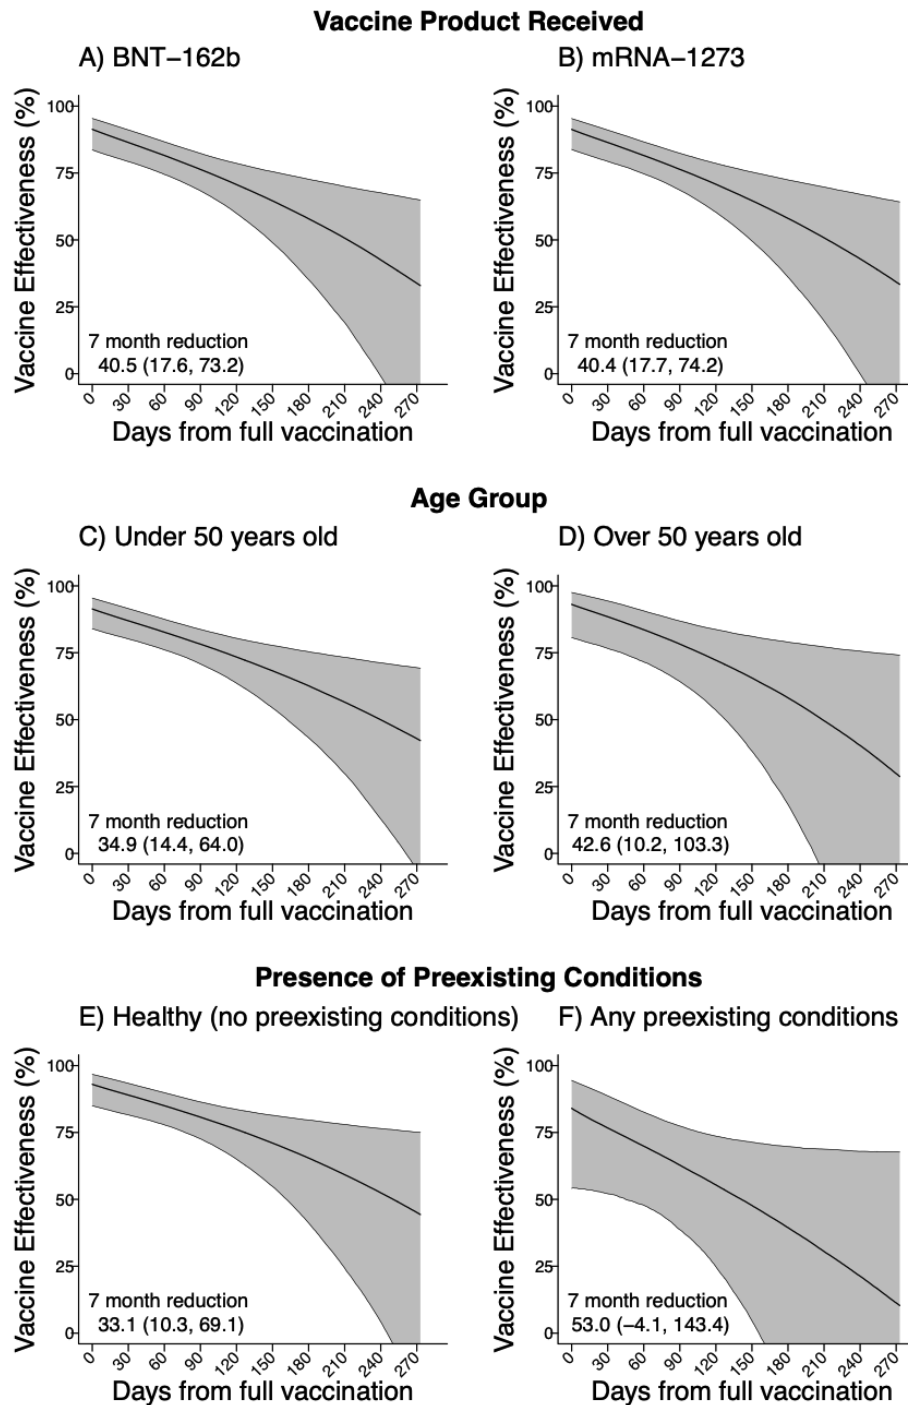 Vaccine Product Received
A) BNT−162b
B) mRNA−1273
Vaccine Effectiveness (%)
100
75
50
25
0
7 month reduction
40.5 (17.6, 73.2)
0 30 60 90 120 150 180 210 240 270
Days from full vaccination
Vaccine Effectiveness (%)
100
75
50
25
0
7 month reduction
40.4 (17.7, 74.2)
0 30 60 90 120 150 180 210 240 270
Days from full vaccination
Age Group
C) Under 50 years old
D) Over 50 years old
Vaccine Effectiveness (%)
100
75
50
25
0
7 month reduction
34.9 (14.4, 64.0)
0 30 60 90 120 150 180 210 240 270
Days from full vaccination
Vaccine Effectiveness (%)
100
75
50
25
0
7 month reduction
42.6 (10.2, 103.3)
0 30 60 90 120 150 180 210 240 270
Days from full vaccination
Presence of Preexisting Conditions
E) Healthy (no preexisting conditions)
F) Any preexisting conditions
Vaccine Effectiveness (%)
100
75
50
25
0
7 month reduction
33.1 (10.3, 69.1)
0 30 60 90 120 150 180 210 240 270
Days from full vaccination
Vaccine Effectiveness (%)
100
75
50
25
0
7 month reduction
53.0 (−4.1, 143.4)
0 30 60 90 120 150 180 210 240 270
Days from full vaccination